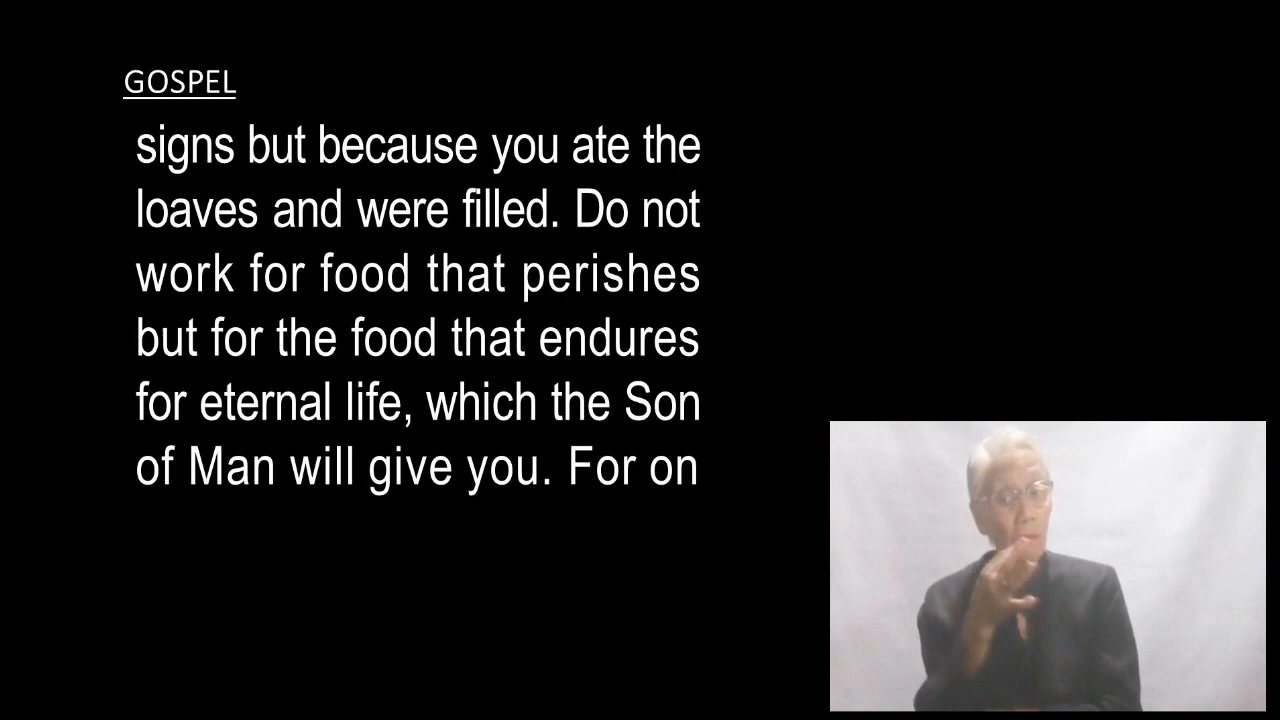 GOSPEL
signs but because you ate the
loaves and were filled. Do not
work for food that perishes
but for the food that endures
for eternal life, which the Son
of Man will give you. For on